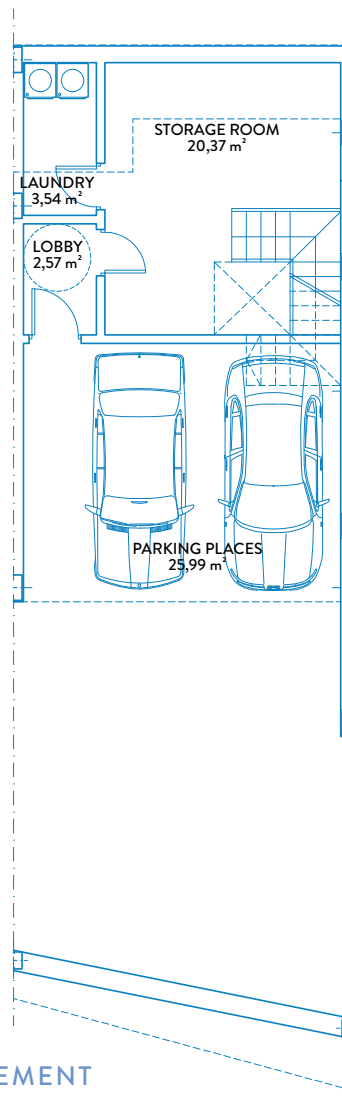 STORAGE ROOM
20,37 m²
LAUNDRY
3,54 m²
LOBBY
2,57 m²
PARKING PLACES
25,99 m²
EMENT